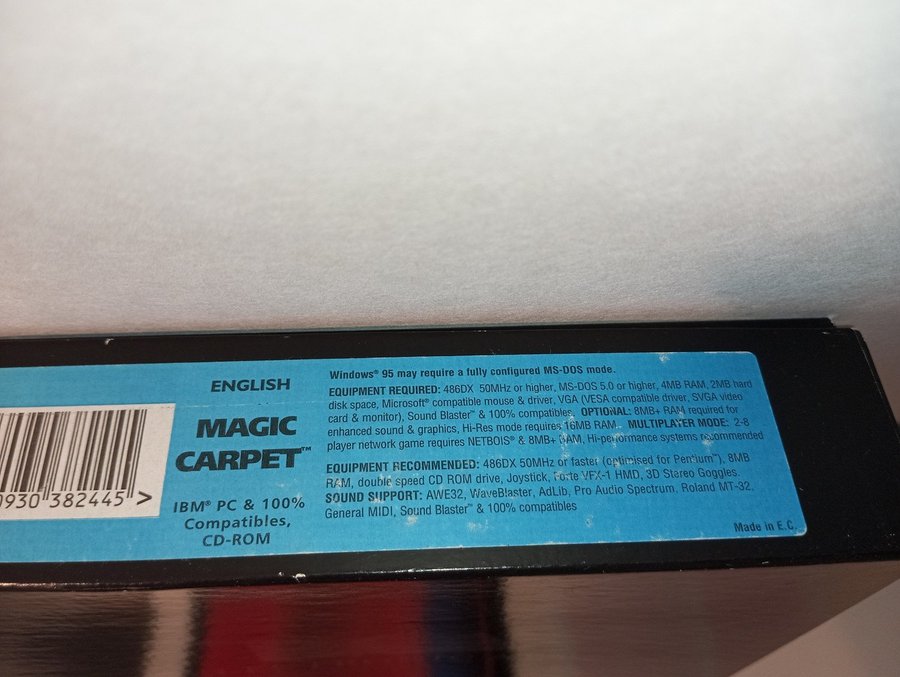 ENGLISH
MAGIC
CARPET™
IBM® PC & 100%
Compatibles,
CD-ROM
0930 382445 >
Windows® 95 may require a fully configured MS-DOS mode.
EQUIPMENT REQUIRED: 486DX 50MHz or higher, MS-DOS 5.0 or higher, 4MB RAM, 2MB hard
disk space, Microsoft® compatible mouse & driver, VGA (VESA compatible driver, SVGA video
card & monitor), Sound Blaster™ & 100% compatibles. OPTIONAL: 8MB+ RAM required for
enhanced sound & graphics, Hi-Res mode requires 16MB RAM. MULTIPLAYER MODE: 2-8
player network game requires NETBOIS® & 8MB+ RAM, Hi-performance systems recommended
EQUIPMENT RECOMMENDED: 486DX 50MHz or faster (optimised for Pentium™), 8MB
RAM, double speed CD ROM drive, Joystick, Forte VFX-1 HMD, 3D Stereo Goggles.
SOUND SUPPORT: AWE32, WaveBlaster, AdLib, Pro Audio Spectrum. Roland MT-32,
General MIDI, Sound Blaster™ & 100% compatibles
Made in E.C.